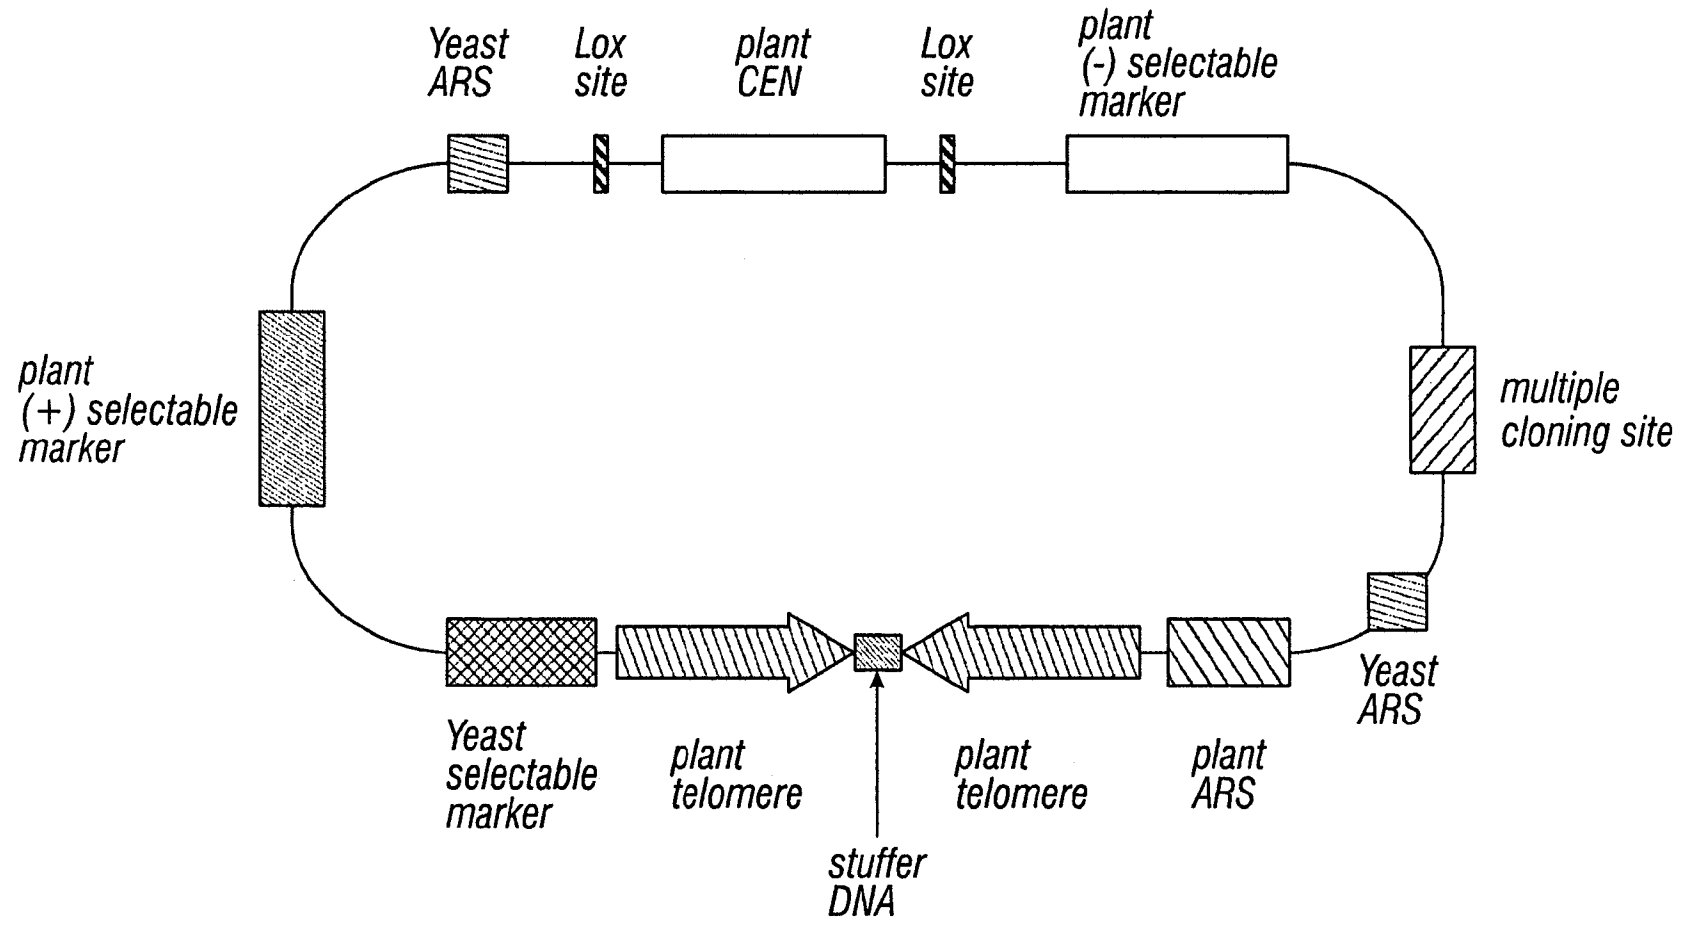 Yeast
ARS
Lox
site
plant
CEN
Lox
site
plant
(-) selectable
marker
plant
(+) selectable
marker
multiple
cloning site
Yeast
ARS
Yeast
selectable
marker
plant
telomere
plant
telomere
plant
ARS
stuffer
DNA